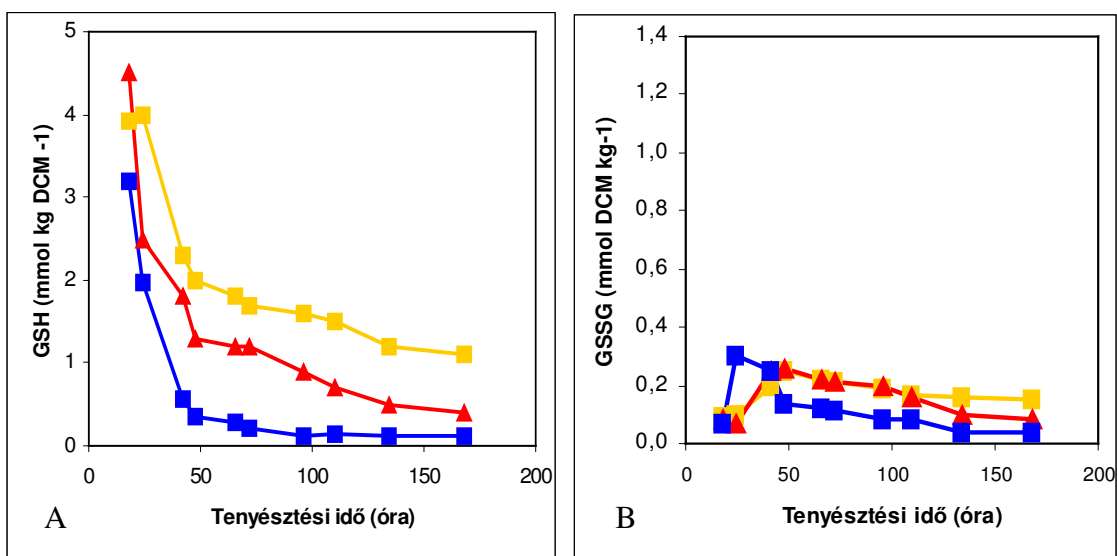 5
4
3
2
1
0
GSH (mmol kg DCM -1)
0 50 100 150 200
A Tenyésztési idő (óra)
1,4
1,2
1,0
0,8
0,6
0,4
0,2
0,0
GSSG (mmol DCM kg-1)
0 50 100 150 200
B Tenyésztési idő (óra)